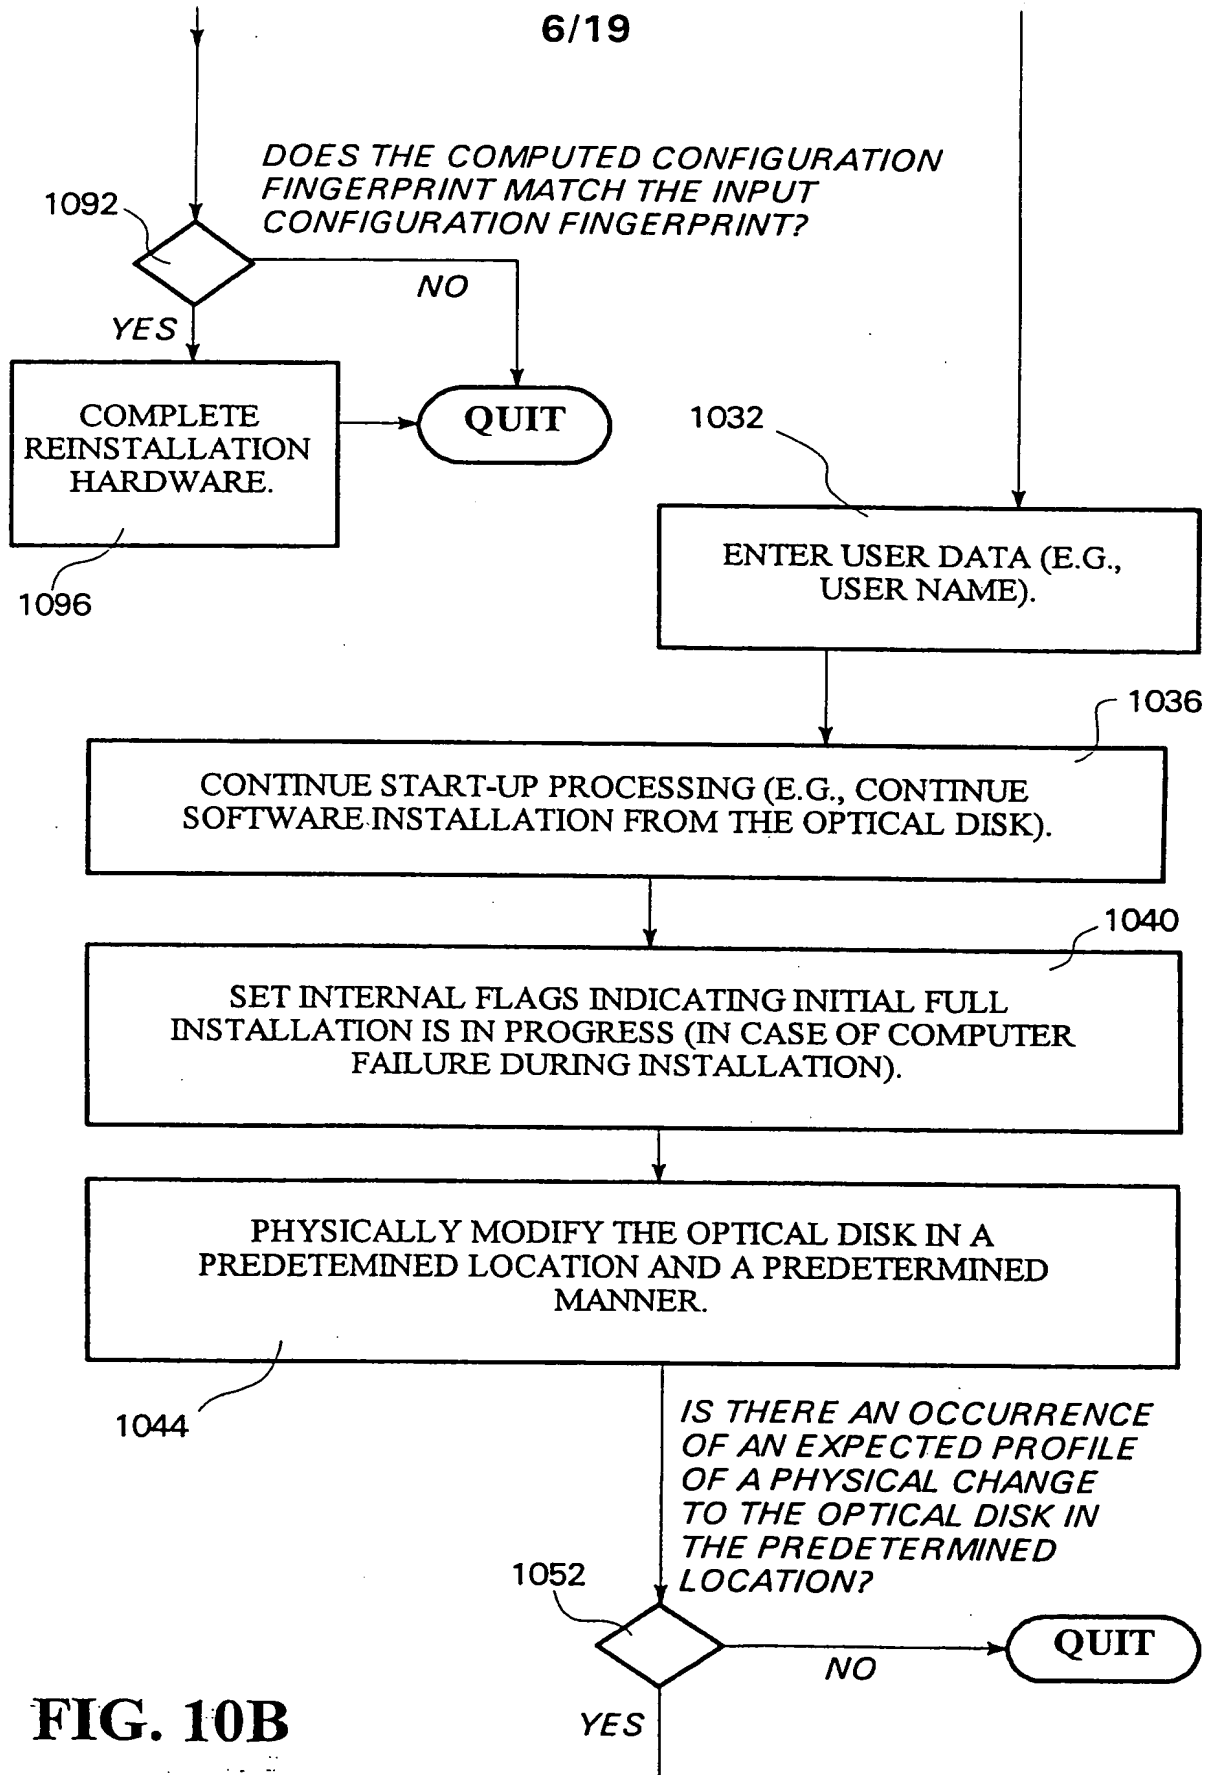 6/19
DOES THE COMPUTED CONFIGURATION
FINGERPRINT MATCH THE INPUT
CONFIGURATION FINGERPRINT?
1092
NO
YES
COMPLETE
REINSTALLATION
HARDWARE.
QUIT
1096
1032
ENTER USER DATA (E.G.,
USER NAME).
1036
CONTINUE START-UP PROCESSING (E.G., CONTINUE
SOFTWARE INSTALLATION FROM THE OPTICAL DISK).
1040
SET INTERNAL FLAGS INDICATING INITIAL FULL
INSTALLATION IS IN PROGRESS (IN CASE OF COMPUTER
FAILURE DURING INSTALLATION).
PHYSICALLY MODIFY THE OPTICAL DISK IN A
PREDETEMINED LOCATION AND A PREDETERMINED
MANNER.
1044
IS THERE AN OCCURRENCE
OF AN EXPECTED PROFILE
OF A PHYSICAL CHANGE
TO THE OPTICAL DISK IN
THE PREDETERMINED
LOCATION?
1052
NO
QUIT
YES
FIG. 10B